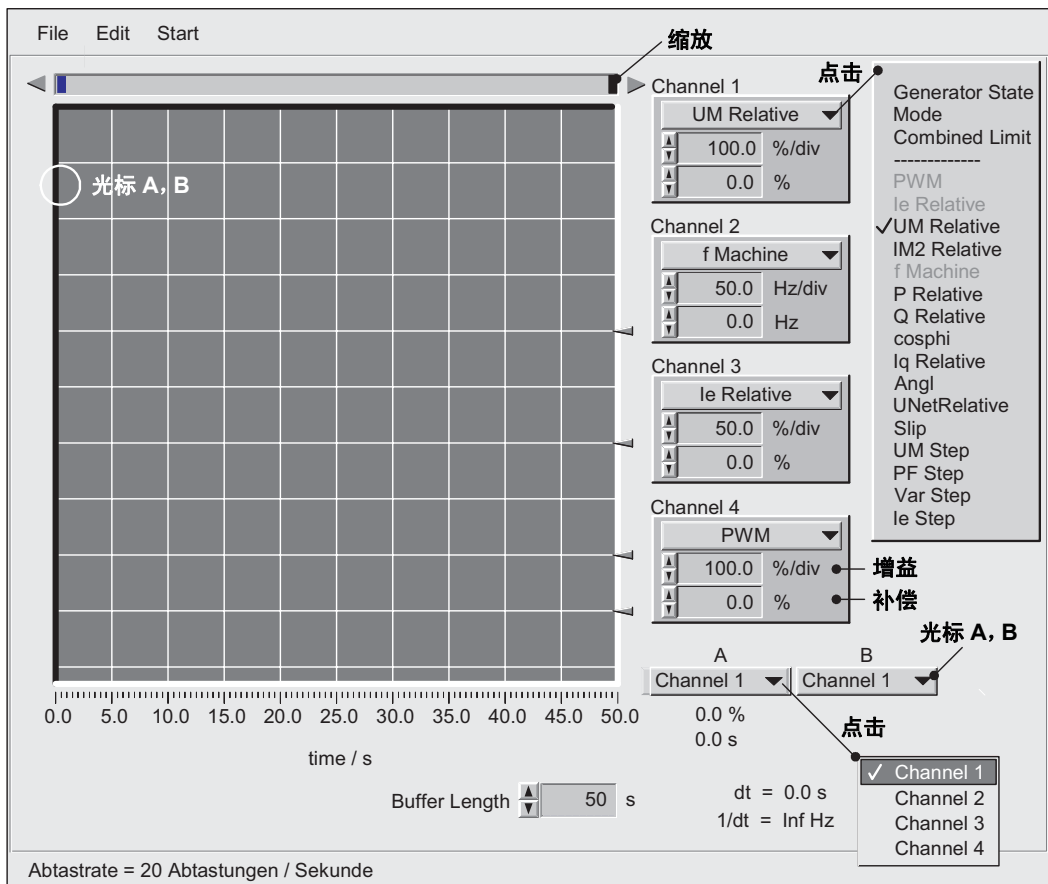 File Edit Start
缩放
点击
Channel 1
UM Relative
100.0 %/div
0.0 %
光标 A, B
Channel 2
f Machine
50.0 Hz/div
0.0 Hz
Channel 3
Ie Relative
50.0 %/div
0.0 %
Channel 4
PWM
100.0 %/div
增益
0.0 %
补偿
Generator State
Mode
Combined Limit
-------------
PWM
Ie Relative
✓UM Relative
IM2 Relative
f Machine
P Relative
Q Relative
cosphi
Iq Relative
Angl
UNetRelative
Slip
UM Step
PF Step
Var Step
Ie Step
光标 A, B
A B
Channel 1 Channel 1
0.0 %
0.0 s
点击
✓ Channel 1
Channel 2
Channel 3
Channel 4
0.0 5.0 10.0 15.0 20.0 25.0 30.0 35.0 40.0 45.0 50.0
time / s
Buffer Length 50 s
dt = 0.0 s
1/dt = Inf Hz
Abtastrate = 20 Abtastungen / Sekunde